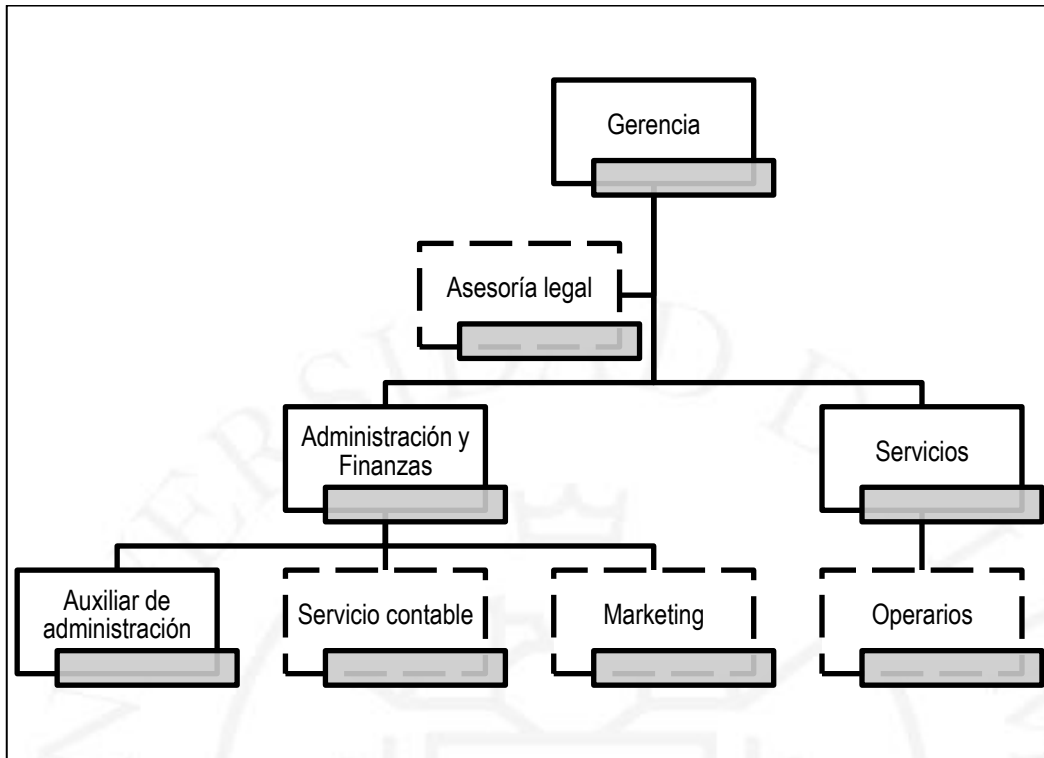 Gerencia
Asesoría legal
Administración y
Finanzas
Servicios
Auxiliar de
administración
Servicio contable
Marketing
Operarios